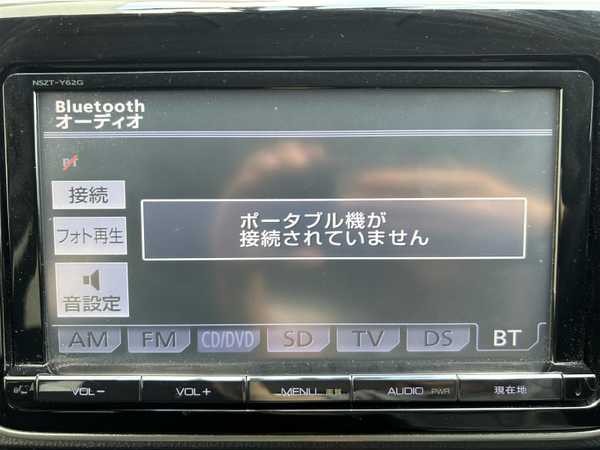 NSZT-Y62G
Bluetooth
オーディオ
接続
フォト再生
音設定
ポータブル機が
接続されていません
AM FM CD/DVD SD TV DS BT
VOL− VOL+ MENU 画質 AUDIO PWR 現在地